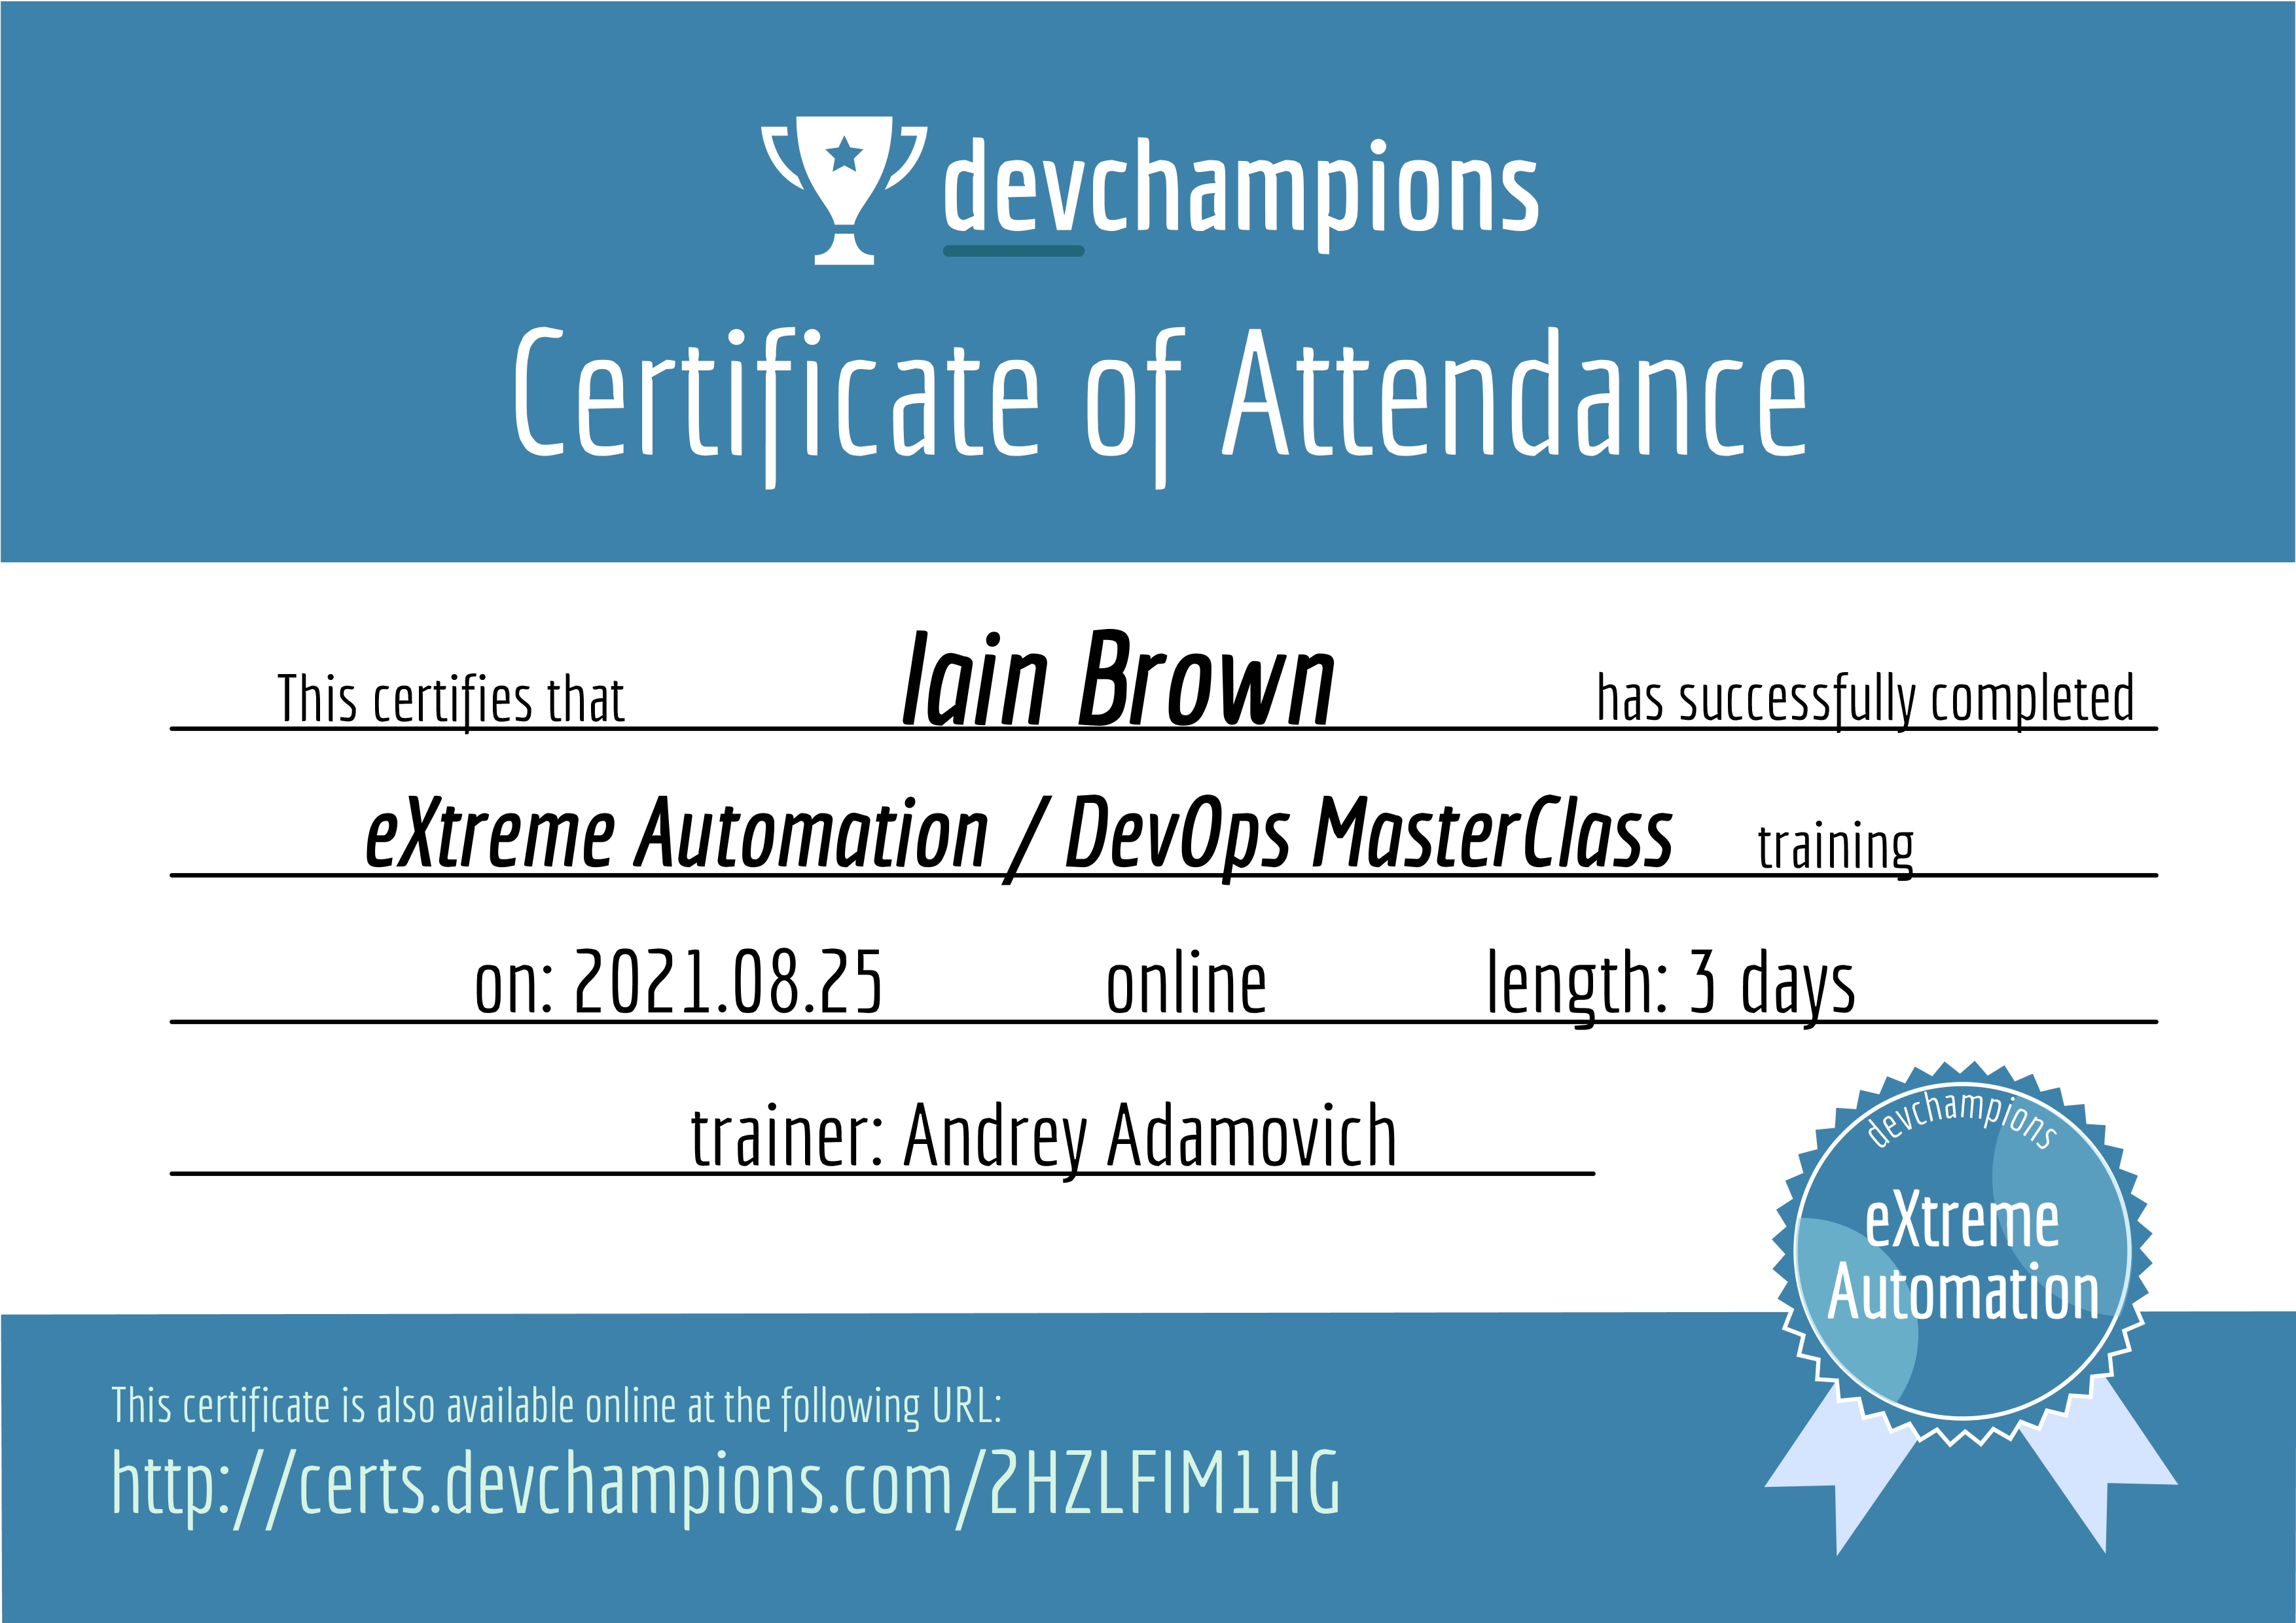 devchampions
Certificate of Attendance
This certifies that Iain Brown has successfully completed
eXtreme Automation / DevOps MasterClass training
on: 2021.08.25 online length: 3 days
trainer: Andrey Adamovich
devchampions
eXtreme
Automation
This certificate is also available online at the following URL:
http://certs.devchampions.com/2HZLFIM1HG